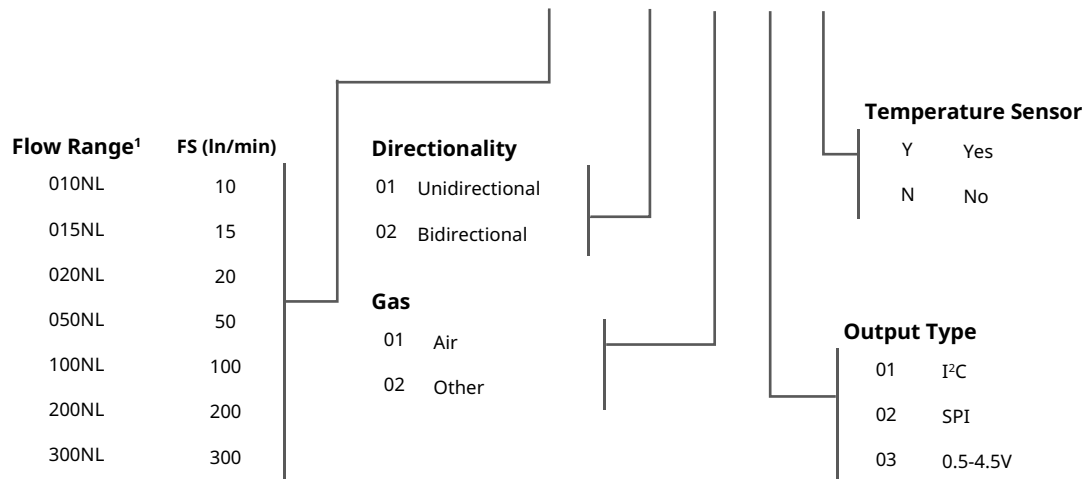 Flow Range¹ FS (ln/min)
010NL 10
015NL 15
020NL 20
050NL 50
100NL 100
200NL 200
300NL 300
Directionality
01 Unidirectional
02 Bidirectional
Gas
01 Air
02 Other
Temperature Sensor
Y Yes
N No
Output Type
01 I²C
02 SPI
03 0.5-4.5V